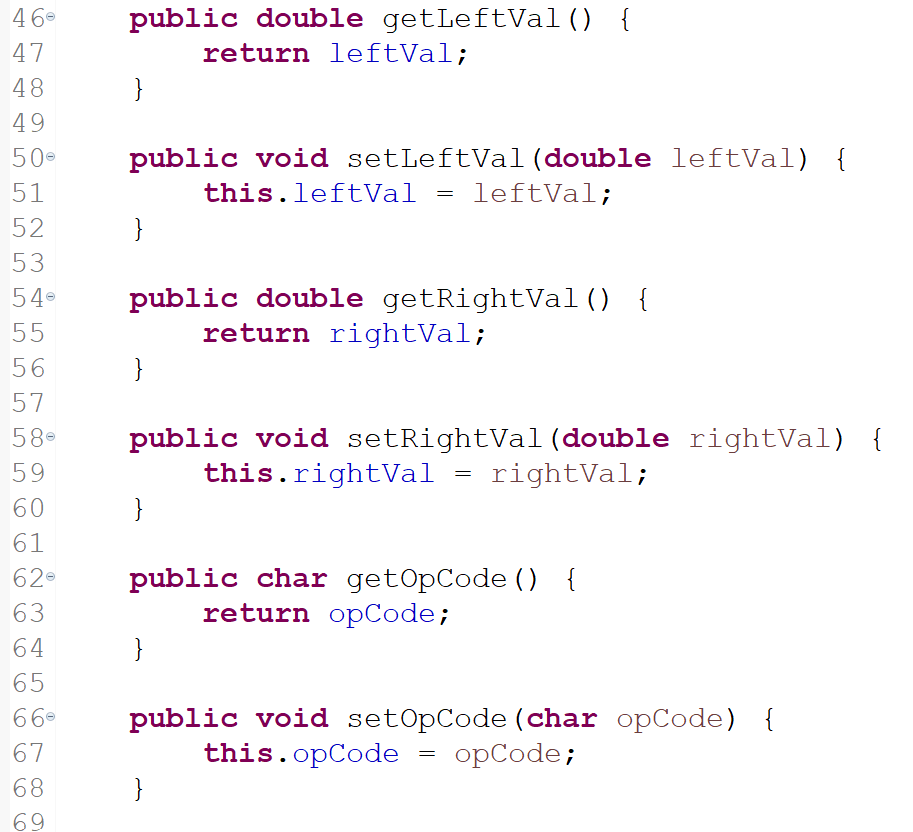 46 public double getLeftVal() {
47 return leftVal;
48 }
49
50 public void setLeftVal(double leftVal) {
51 this.leftVal = leftVal;
52 }
53
54 public double getRightVal() {
55 return rightVal;
56 }
57
58 public void setRightVal(double rightVal) {
59 this.rightVal = rightVal;
60 }
61
62 public char getOpCode() {
63 return opCode;
64 }
65
66 public void setOpCode(char opCode) {
67 this.opCode = opCode;
68 }
69